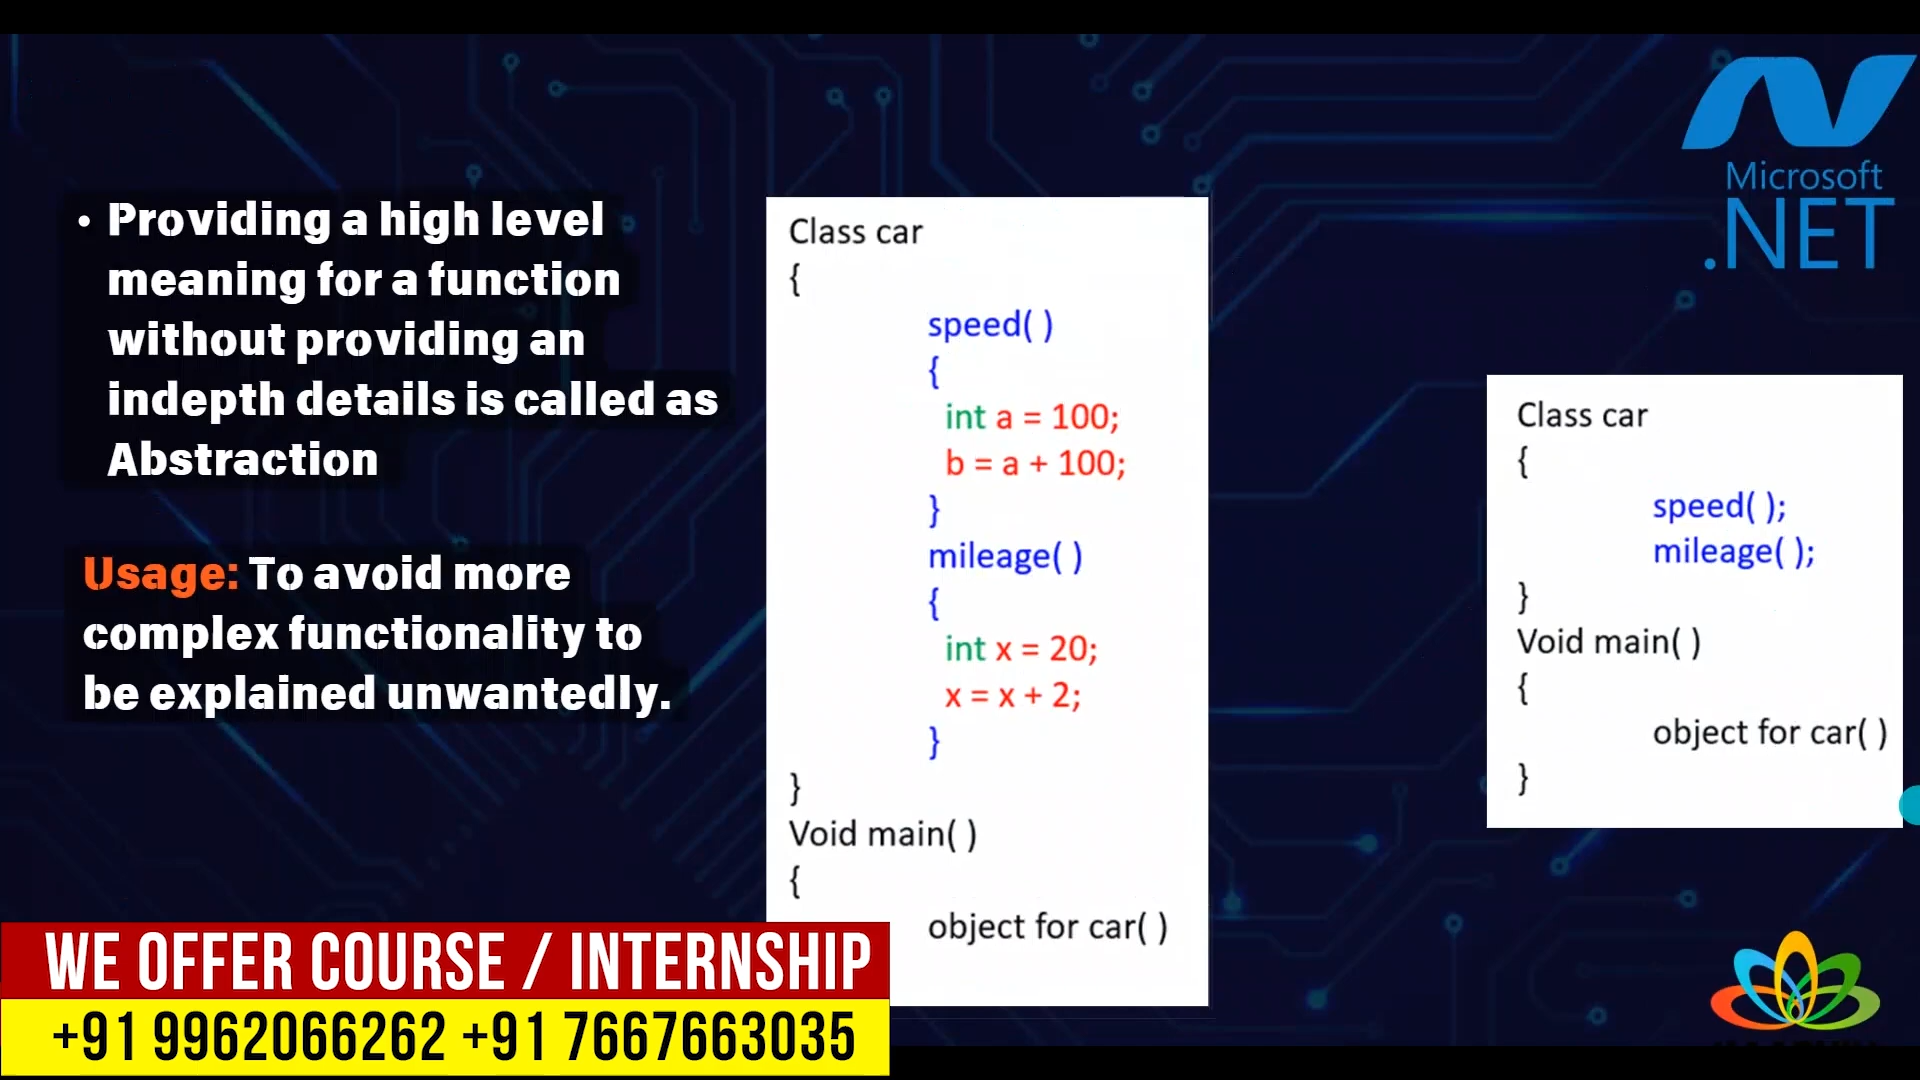 • Providing a high level
meaning for a function
without providing an
indepth details is called as
Abstraction
Usage: To avoid more
complex functionality to
be explained unwantedly.
Class car
{
speed( )
{
int a = 100;
b = a + 100;
}
mileage( )
{
int x = 20;
x = x + 2;
}
}
Void main( )
{
object for car( )
Microsoft
.NET
Class car
{
speed( );
mileage( );
}
Void main( )
{
object for car( )
}
WE OFFER COURSE / INTERNSHIP
+91 9962066262 +91 7667663035